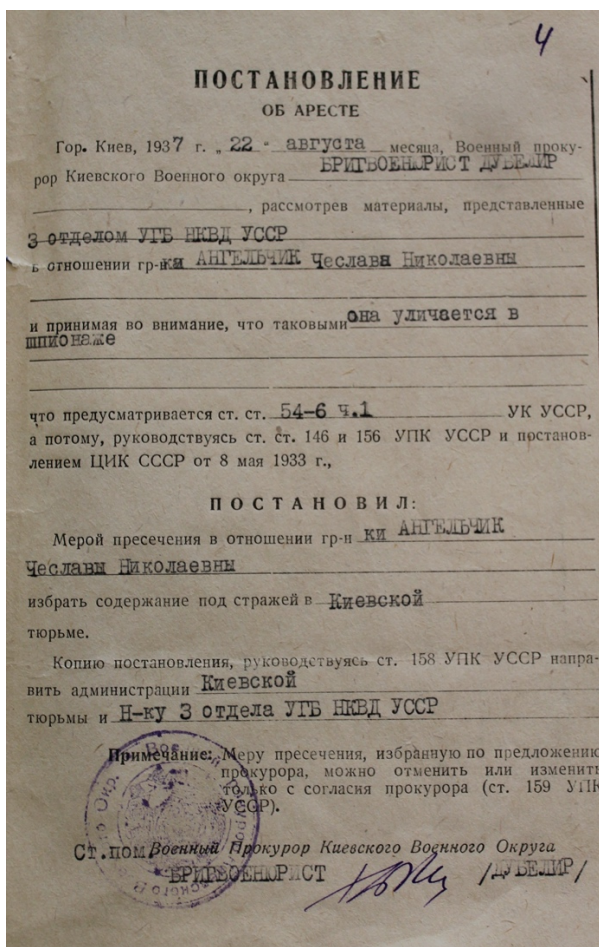 4
ПОСТАНОВЛЕНИЕ
ОБ АРЕСТЕ
Гор. Киев, 1937 г. „ 22 - августа месяца, Военный проку-
рор Киевского Военного округа БРИГВОЕНЮРИСТ ДУБЕЛИР
, рассмотрев материалы, представленные
3 отделом УГБ НКВД УССР
в отношении гр-ки АНГЕЛЬЧИК Чеслава Николаевны
и принимая во внимание, что таковыми она уличается в
шпионаже
что предусматривается ст. ст. 54-6 ч.1 УК УССР,
а потому, руководствуясь ст. ст. 146 и 156 УПК УССР и постанов-
лением ЦИК СССР от 8 мая 1933 г.,
ПОСТАНОВИЛ:
Мерой пресечения в отношении гр-н ки АНГЕЛЬЧИК
Чеславы Николаевны
избрать содержание под стражей в Киевской
тюрьме.
Копию постановления, руководствуясь ст. 158 УПК УССР напра-
вить администрации Киевской
тюрьмы и Н-ку 3 отдела УГБ НКВД УССР
Примечание: Меру пресечения, избранную по предложению
прокурора, можно отменить или изменить
только с согласия прокурора (ст. 159 УПК
УССР).
Ст.пом Военный Прокурор Киевского Военного Округа
БРИГВОЕНЮРИСТ /ДУБЕЛИР/